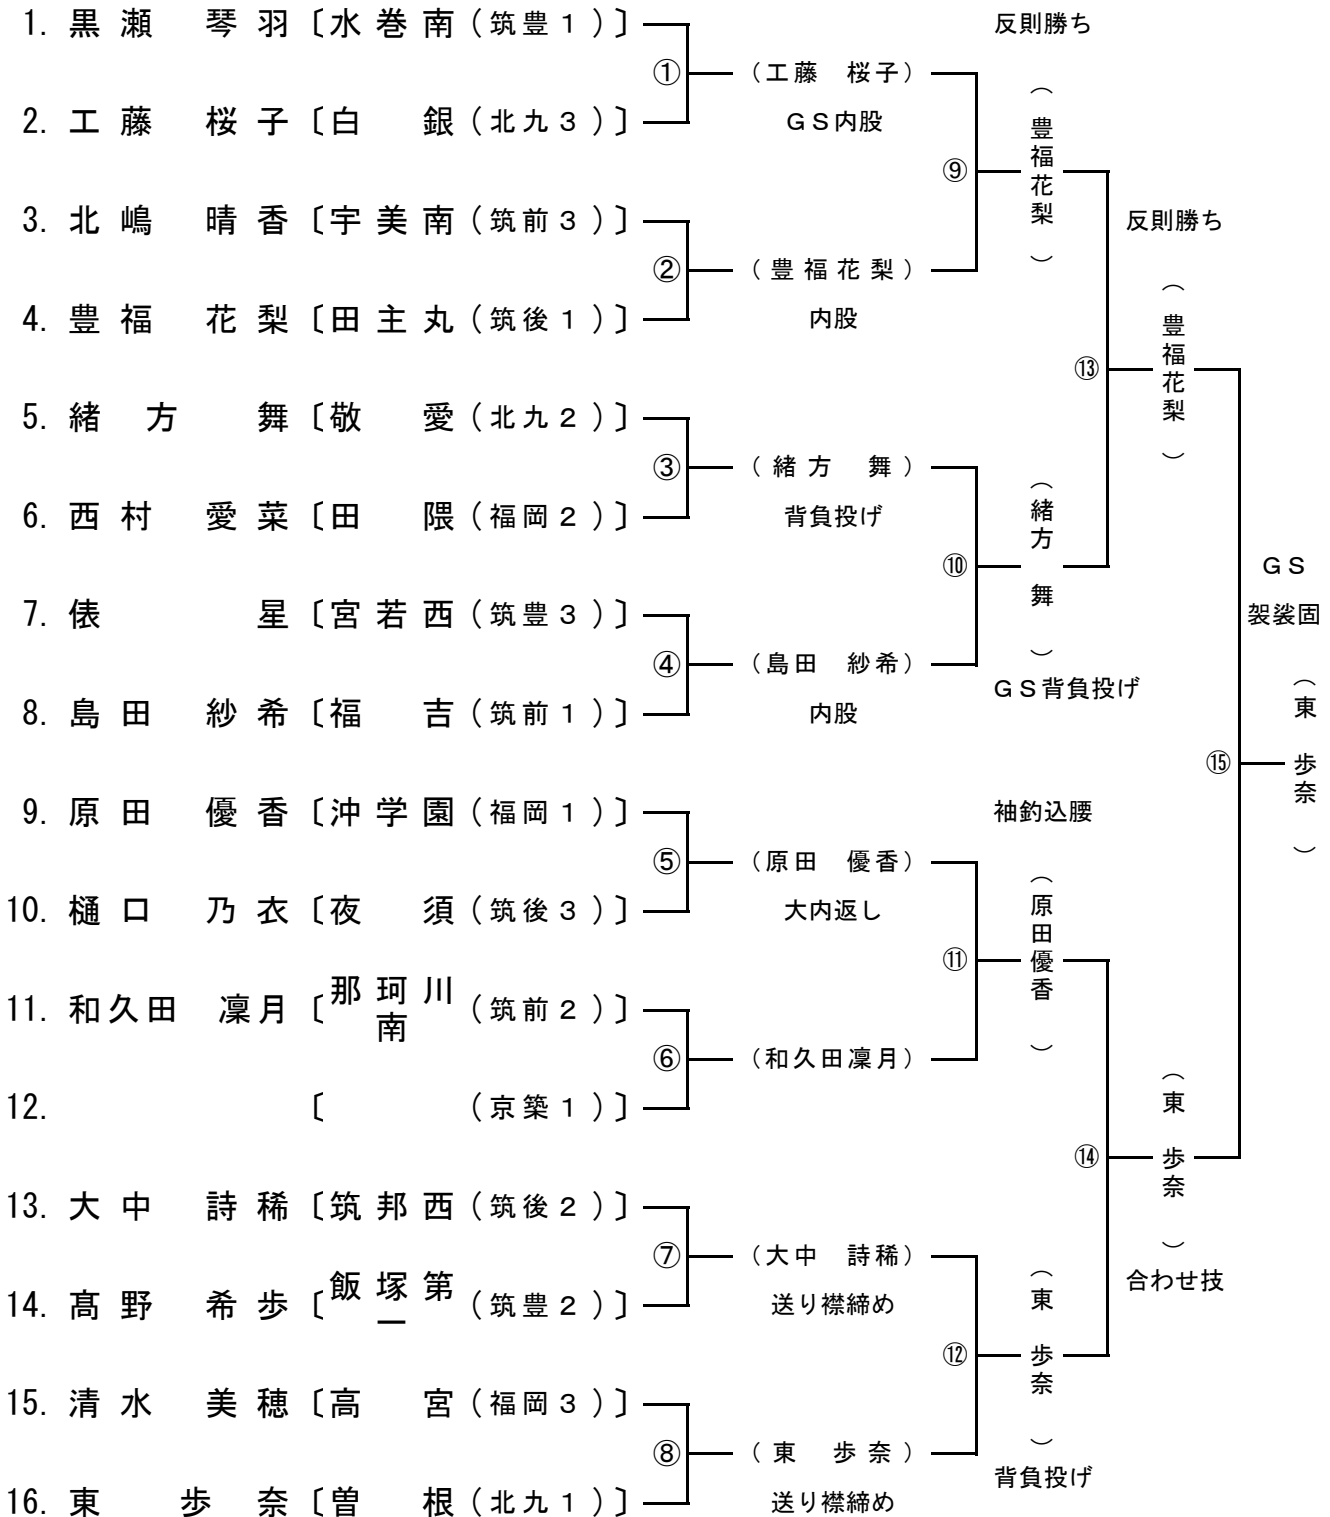 1. 黒瀬 琴羽〔水巻南(筑豊1)〕
2. 工藤 桜子〔白 銀(北九3)〕
3. 北嶋 晴香〔宇美南(筑前3)〕
4. 豊福 花梨〔田主丸(筑後1)〕
5. 緒方 舞〔敬 愛(北九2)〕
6. 西村 愛菜〔田 隈(福岡2)〕
7. 俵 星〔宮若西(筑豊3)〕
8. 島田 紗希〔福 吉(筑前1)〕
9. 原田 優香〔沖学園(福岡1)〕
10. 樋口 乃衣〔夜 須(筑後3)〕
11. 和久田 凜月〔那珂川南(筑前2)〕
12. 〔 (京築1)〕
13. 大中 詩稀〔筑邦西(筑後2)〕
14. 髙野 希歩〔飯塚第一(筑豊2)〕
15. 清水 美穂〔高 宮(福岡3)〕
16. 東 歩奈〔曽 根(北九1)〕
①
(工藤 桜子)
GS内股
②
(豊福花梨)
内股
③
(緒方 舞)
背負投げ
④
(島田 紗希)
内股
⑤
(原田 優香)
大内返し
⑥
(和久田凜月)
⑦
(大中 詩稀)
送り襟締め
⑧
(東 歩奈)
送り襟締め
反則勝ち
⑨
(豊福花梨)
⑩
(緒方 舞)
GS背負投げ
袖釣込腰
⑪
(原田優香)
⑫
(東 歩奈)
背負投げ
反則勝ち
⑬
(豊福花梨)
⑭
(東 歩奈)
合わせ技
GS
袈裟固
⑮
(東 歩奈)